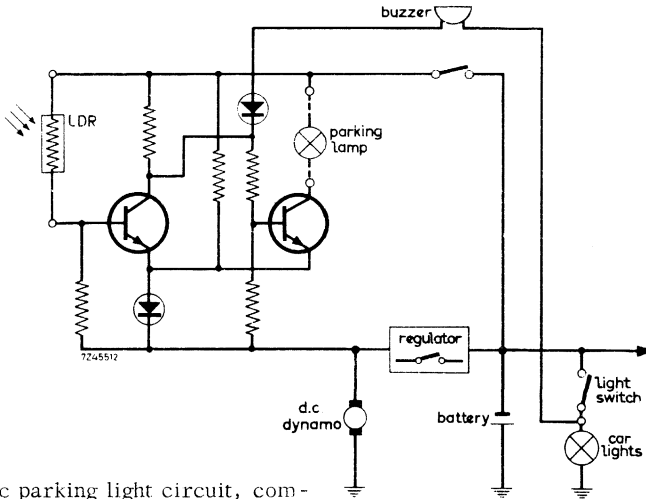 buzzer
LDR
parking
lamp
7Z45512
regulator
d.c.
dynamo
battery
light
switch
car
lights
c parking light circuit, com-